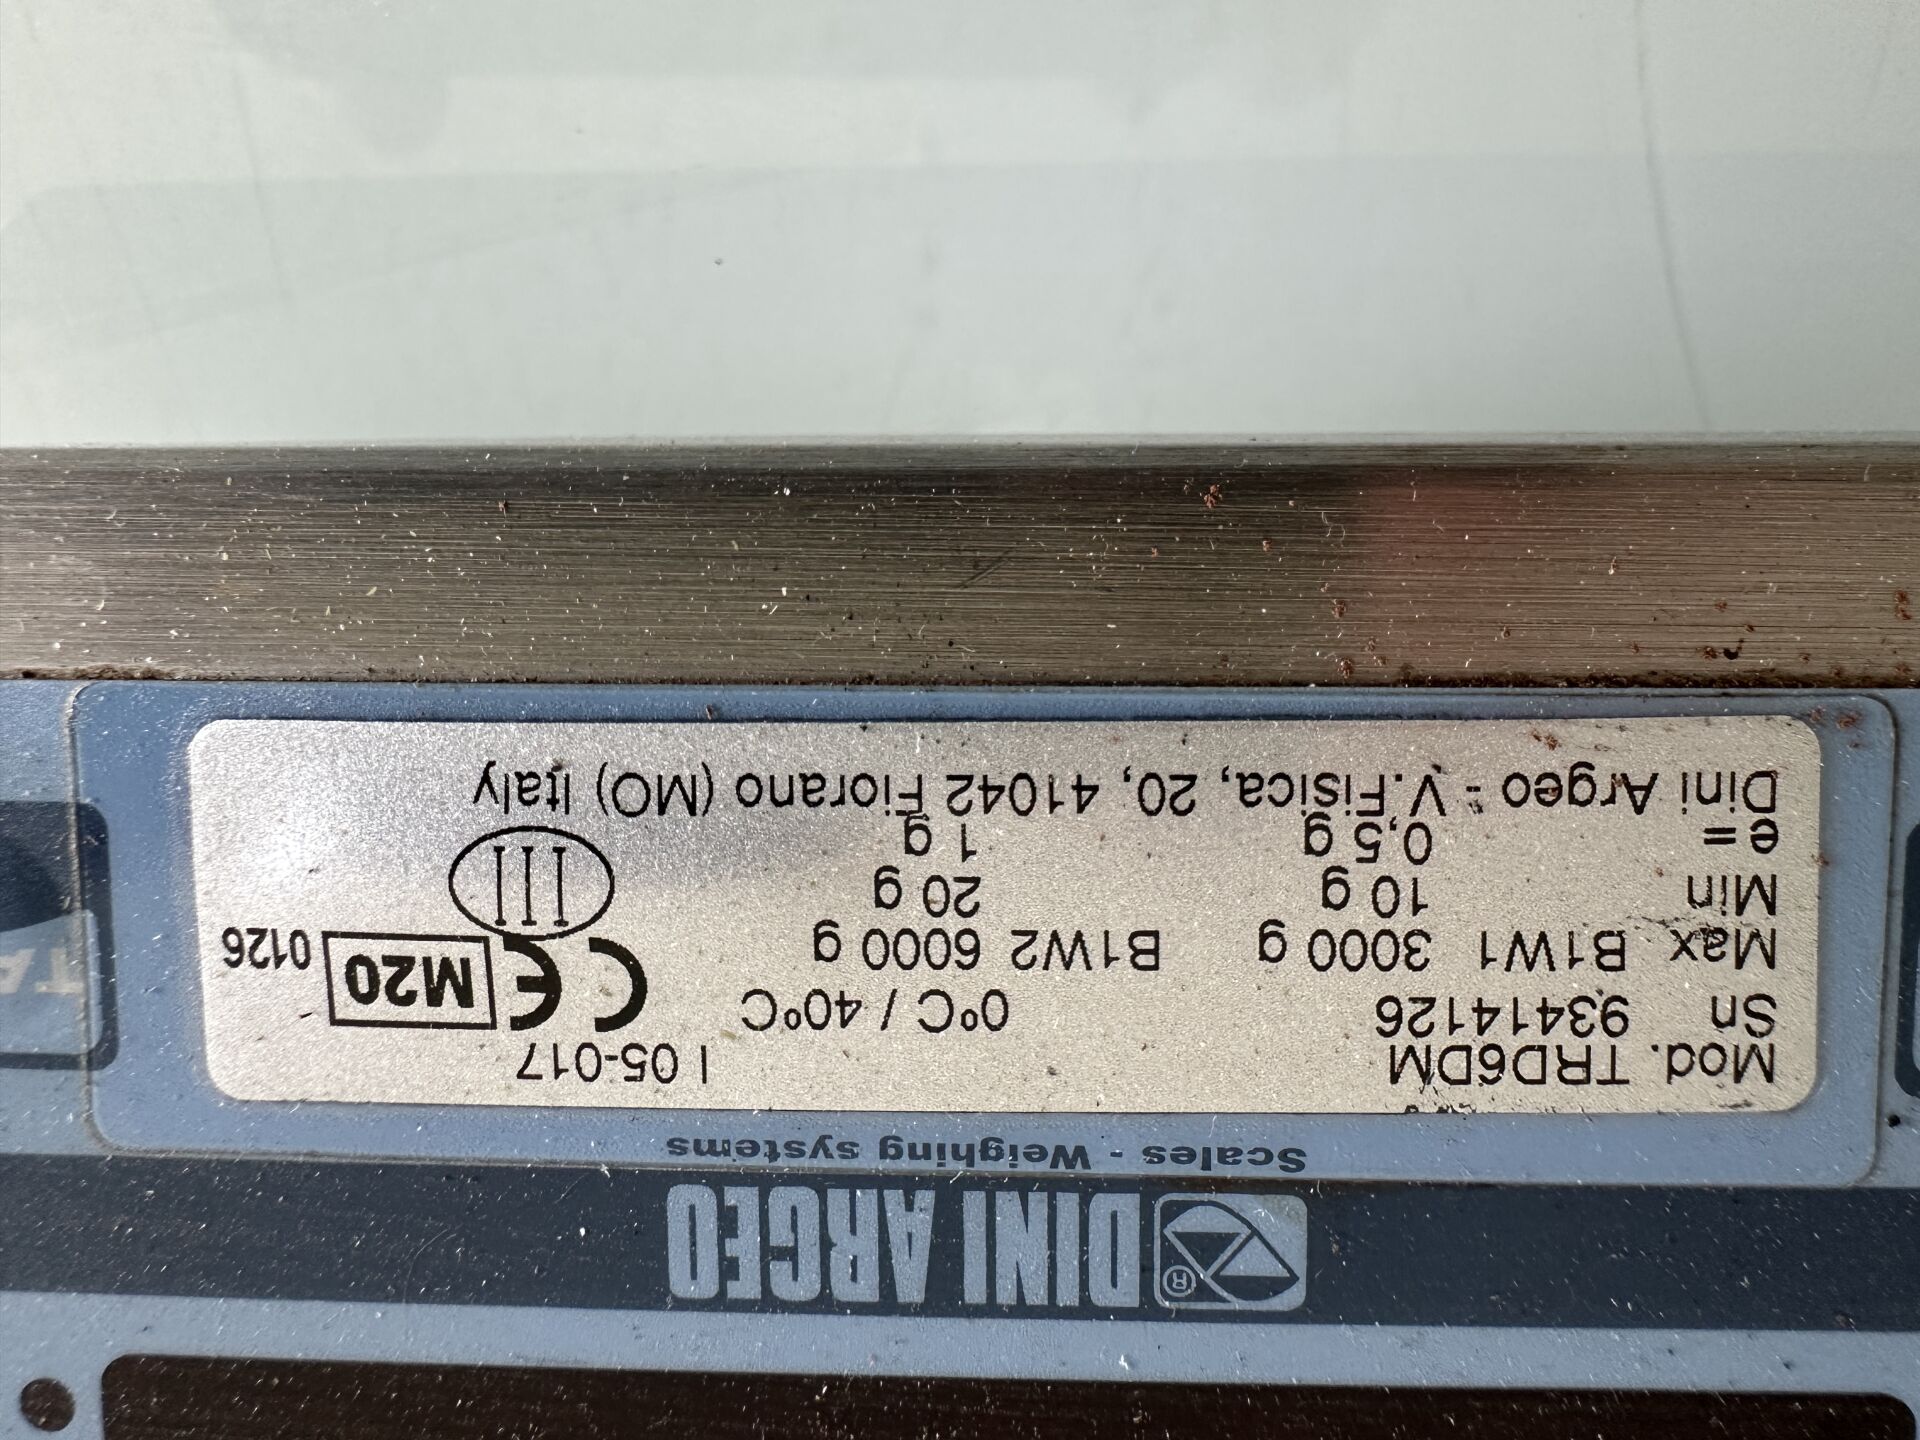 DINI ARGEO ®
Scales - Weighing systems
Mod. TRD6DM I 05-017
Sn 93414126 0°C / 40°C CE M20 0126
Max B1W1 3000 g B1W2 6000 g
Min 10 g 20 g III
e = 0,5 g 1 g
Dini Argeo - V.Fisica, 20, 41042 Fiorano (MO) Italy